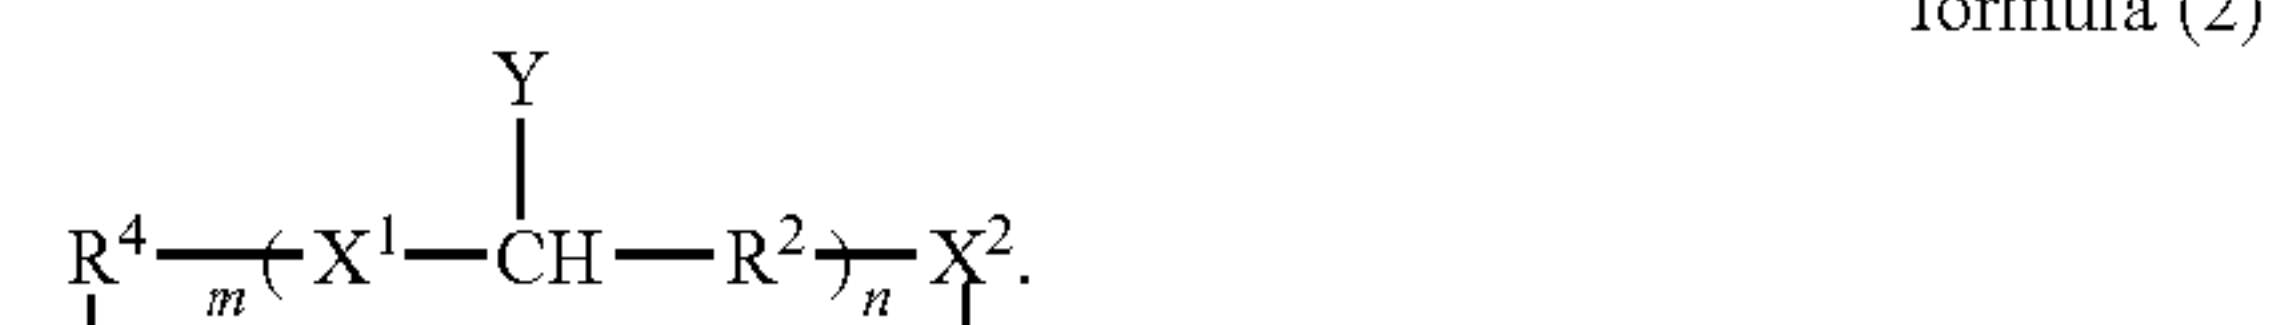 formula (2)
Y
R⁴—m(X¹—CH—R²)n—X².